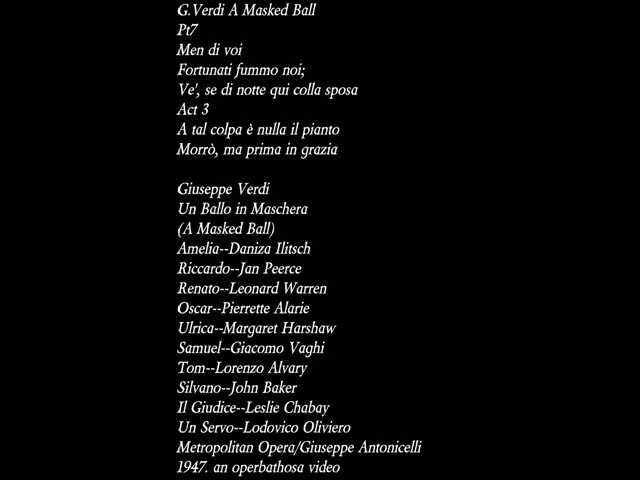 G.Verdi A Masked Ball
Pt7
Men di voi
Fortunati fummo noi;
Ve', se di notte qui colla sposa
Act 3
A tal colpa è nulla il pianto
Morrò, ma prima in grazia
Giuseppe Verdi
Un Ballo in Maschera
(A Masked Ball)
Amelia--Daniza Ilitsch
Riccardo--Jan Peerce
Renato--Leonard Warren
Oscar--Pierrette Alarie
Ulrica--Margaret Harshaw
Samuel--Giacomo Vaghi
Tom--Lorenzo Alvary
Silvano--John Baker
Il Giudice--Leslie Chabay
Un Servo--Lodovico Oliviero
Metropolitan Opera/Giuseppe Antonicelli
1947. an operbathosa video